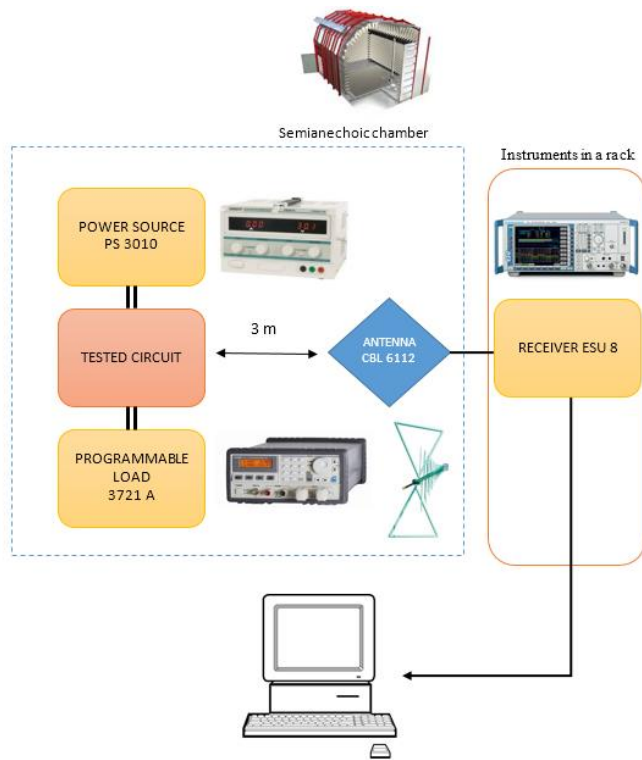 Semianechoic chamber
Instruments in a rack
POWER SOURCE
PS 3010
TESTED CIRCUIT
3 m
ANTENNA
CBL 6112
RECEIVER ESU 8
PROGRAMMABLE
LOAD
3721 A